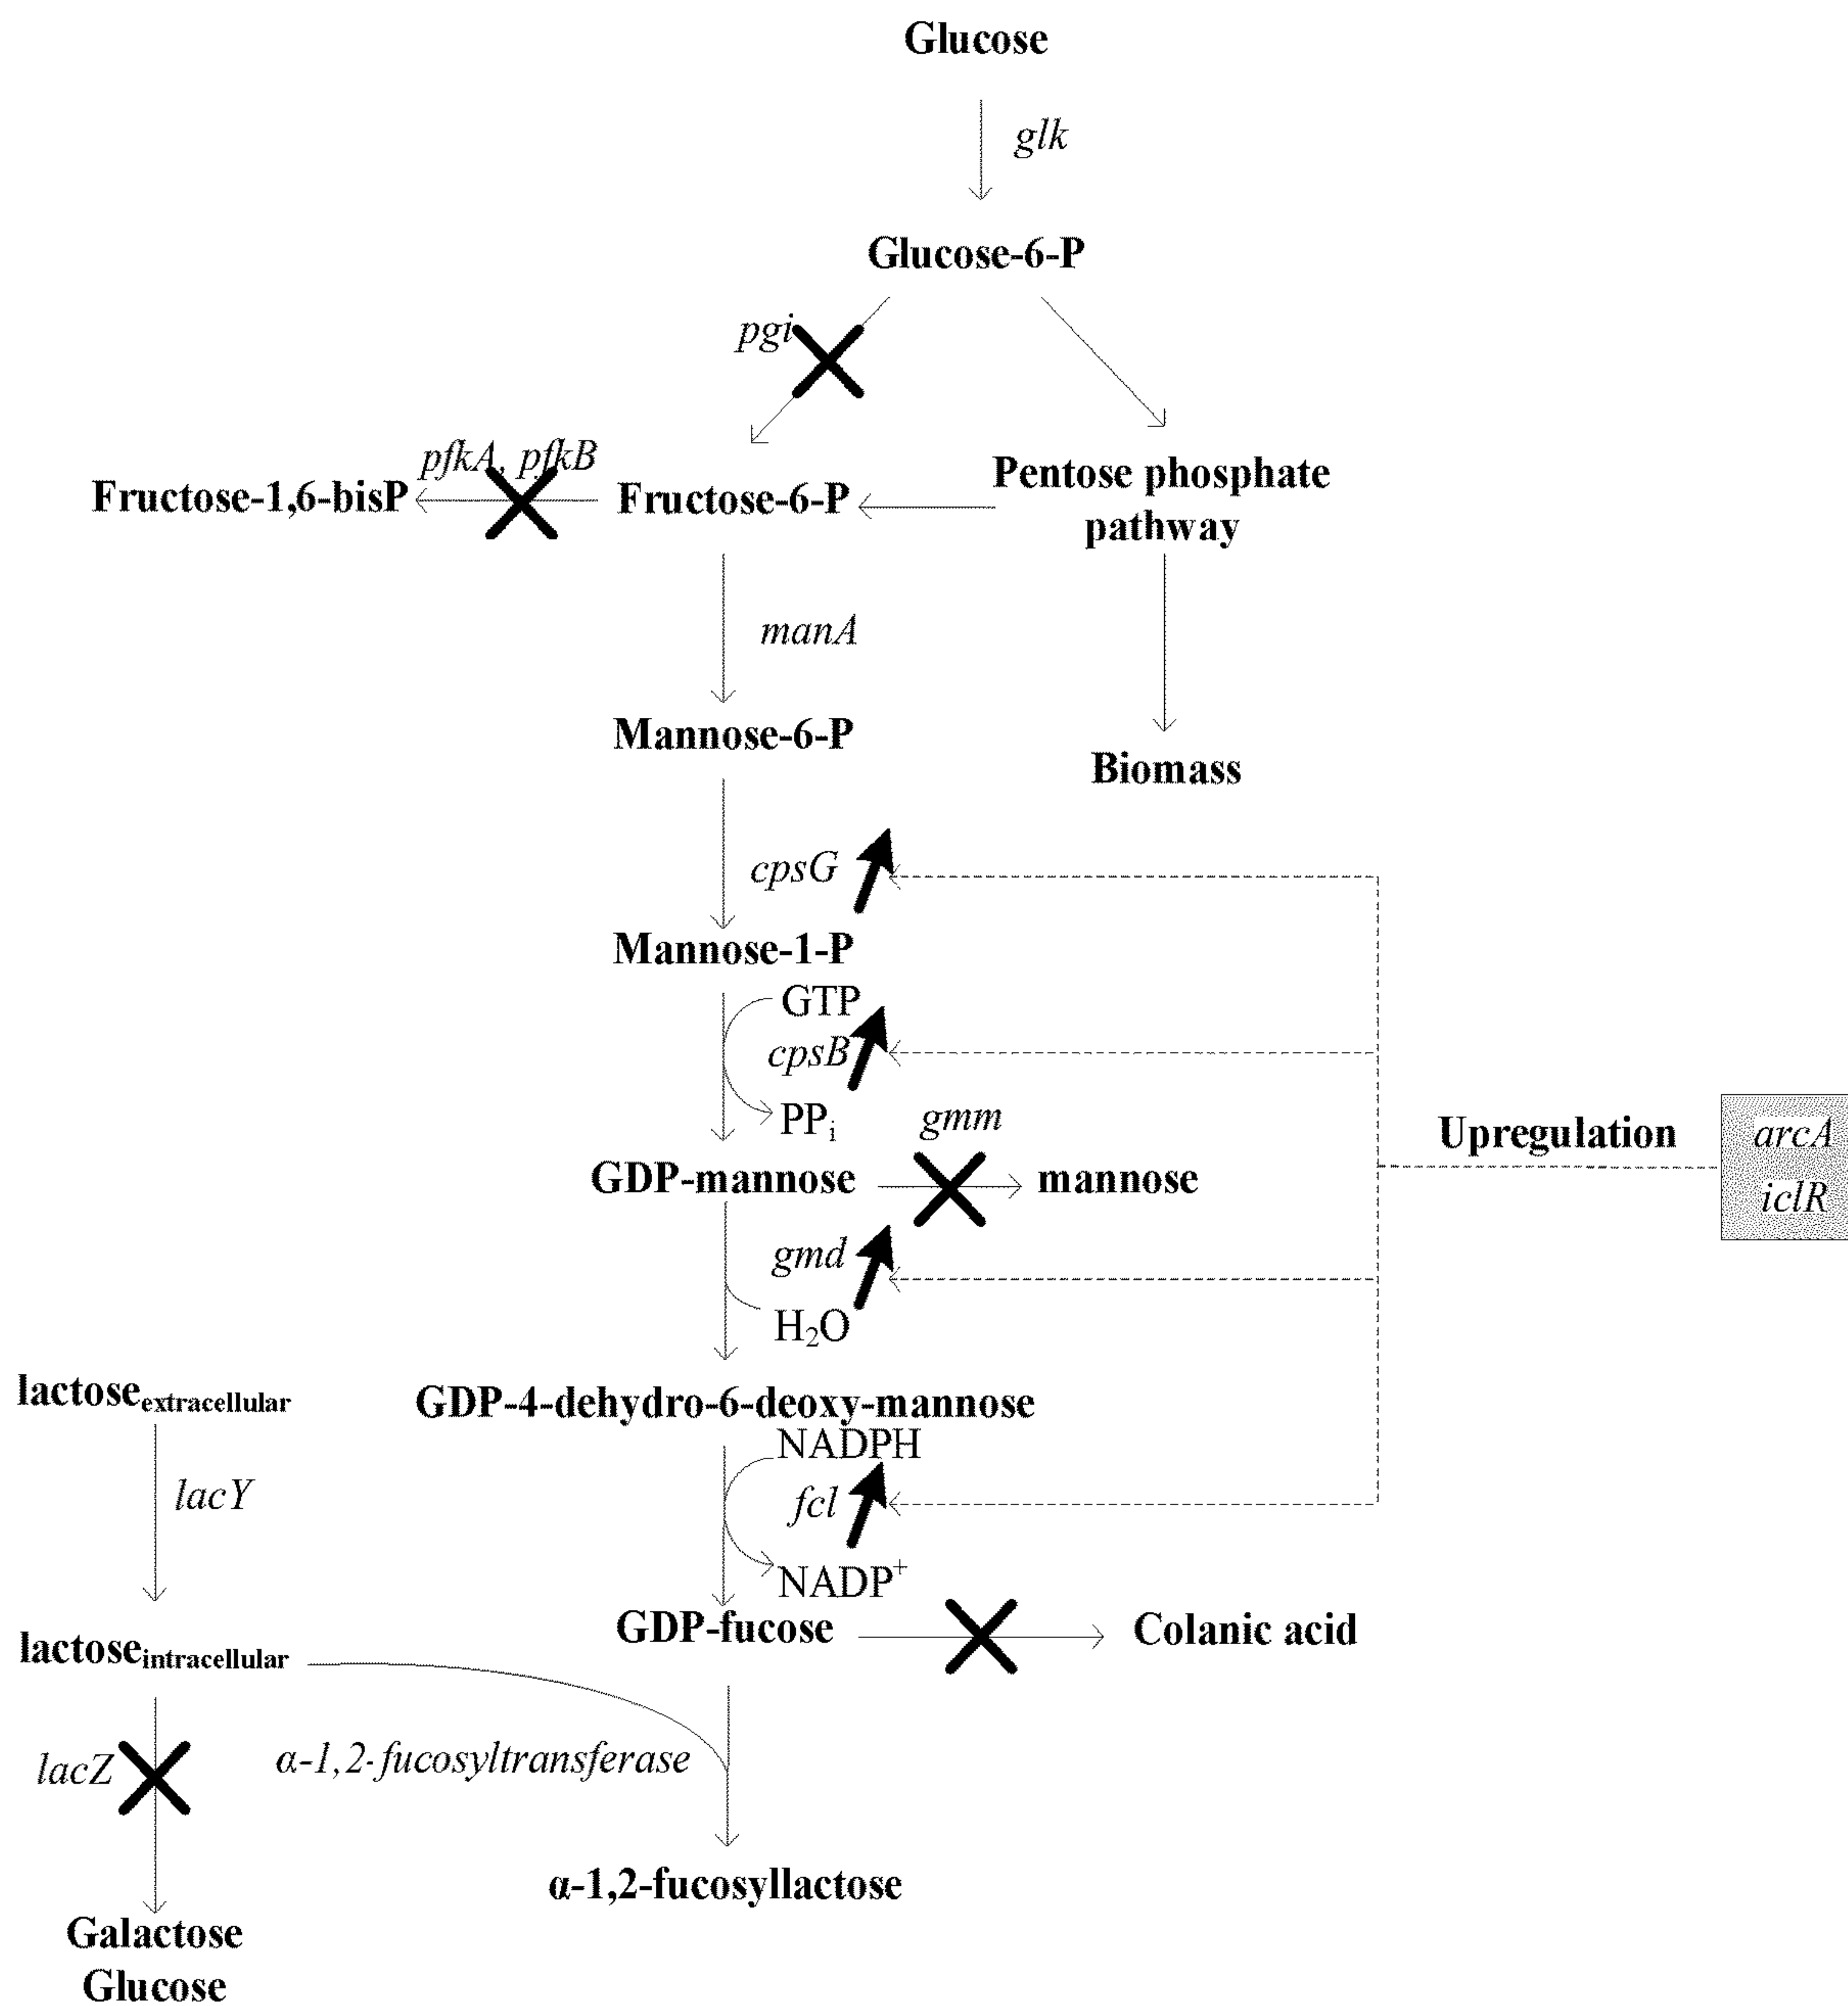 Glucose
glk
Glucose-6-P
pgi
pfkA, pfkB
Fructose-1,6-bisP
Fructose-6-P
Pentose phosphate
pathway
manA
Mannose-6-P
Biomass
cpsG
Mannose-1-P
GTP
cpsB
PPi
gmm
GDP-mannose
mannose
Upregulation
arcA
iclR
gmd
H2O
lactoseextracellular
GDP-4-dehydro-6-deoxy-mannose
NADPH
lacY
fcl
NADP+
GDP-fucose
Colanic acid
lactoseintracellular
lacZ
α-1,2-fucosyltransferase
α-1,2-fucosyllactose
Galactose
Glucose